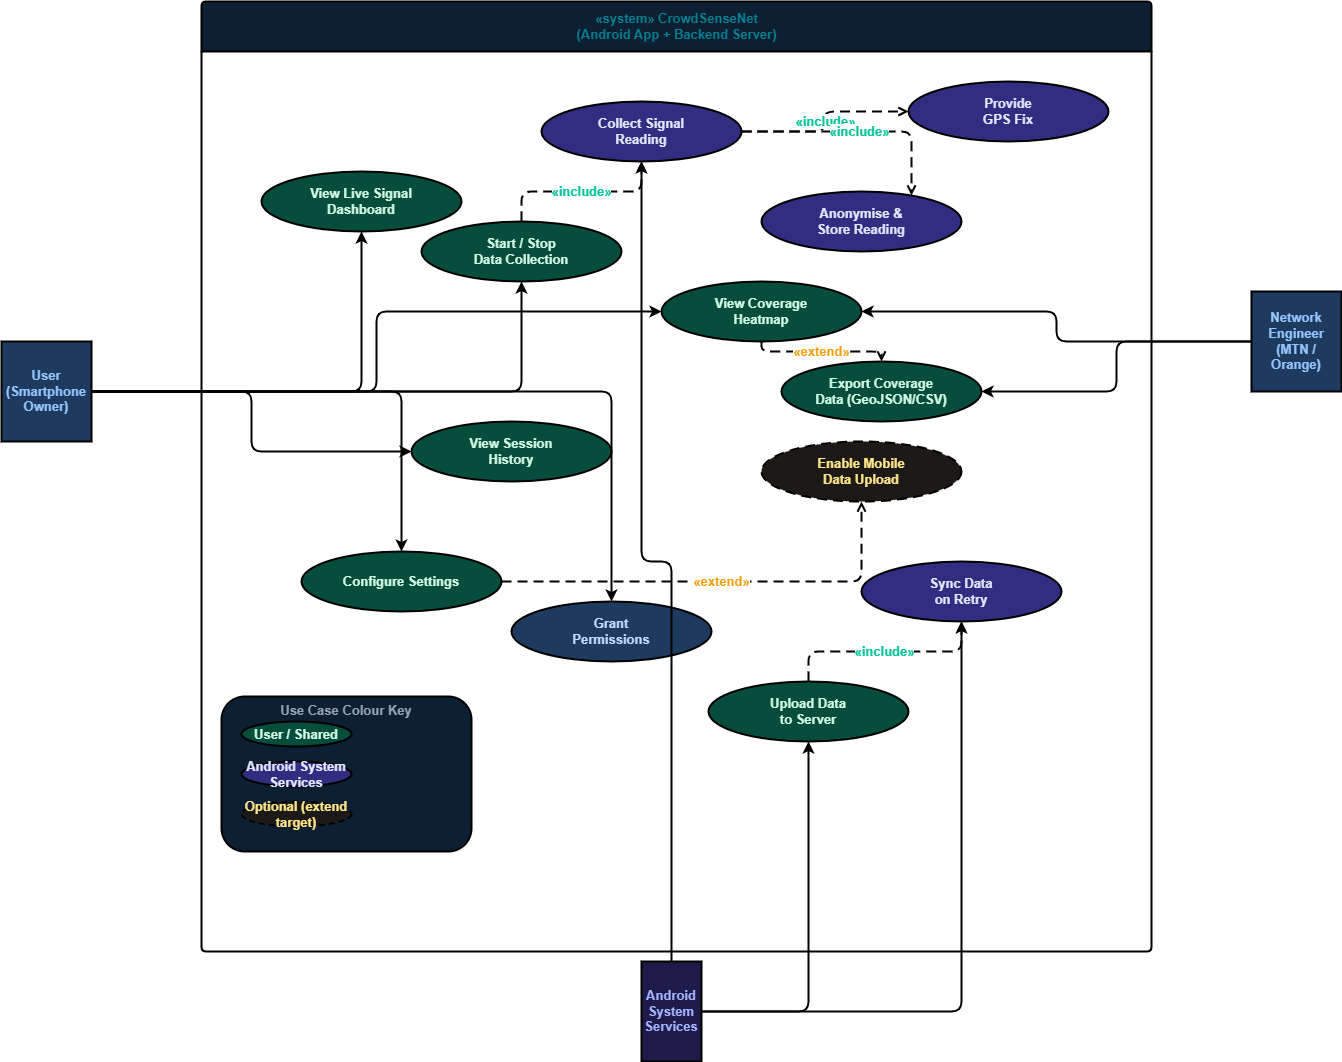 «system» CrowdSenseNet
(Android App + Backend Server)
Provide
GPS Fix
Collect Signal
Reading
«include»
«include»
View Live Signal
Dashboard
«include»
Anonymise &
Store Reading
Start / Stop
Data Collection
View Coverage
Heatmap
Network
Engineer
(MTN /
Orange)
«extend»
User
(Smartphone
Owner)
Export Coverage
Data (GeoJSON/CSV)
View Session
History
Enable Mobile
Data Upload
Configure Settings
«extend»
Sync Data
on Retry
Grant
Permissions
«include»
Upload Data
to Server
Use Case Colour Key
User / Shared
Android System
Services
Optional (extend
target)
Android
System
Services